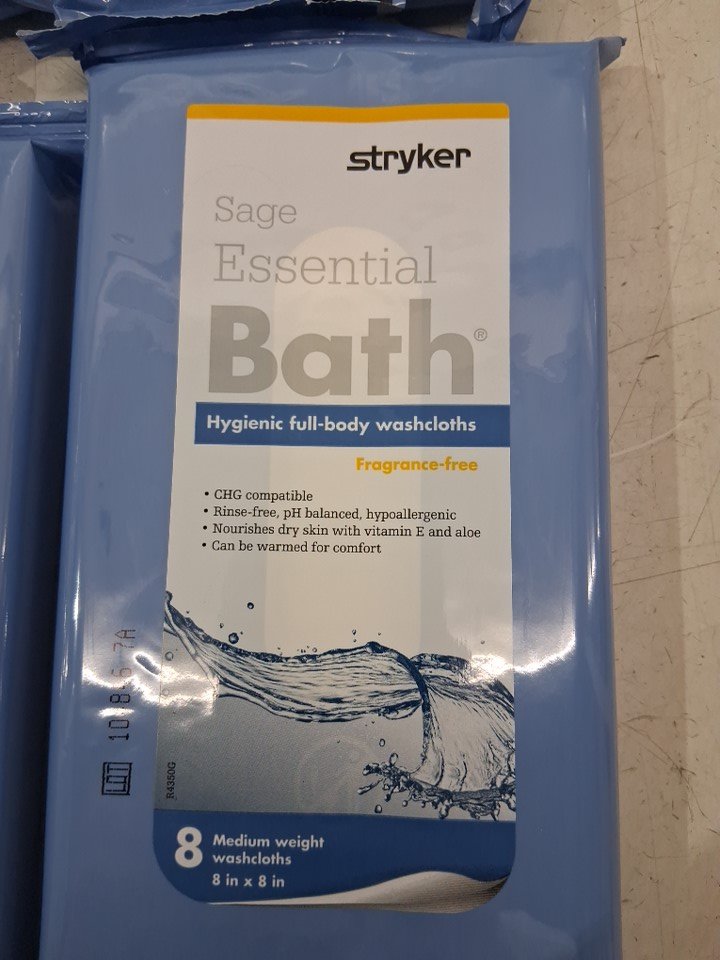 stryker
Sage
Essential
Bath®
Hygienic full-body washcloths
Fragrance-free
• CHG compatible
• Rinse-free, pH balanced, hypoallergenic
• Nourishes dry skin with vitamin E and aloe
• Can be warmed for comfort
LOT
R4350G
8 Medium weight
washcloths
8 in x 8 in